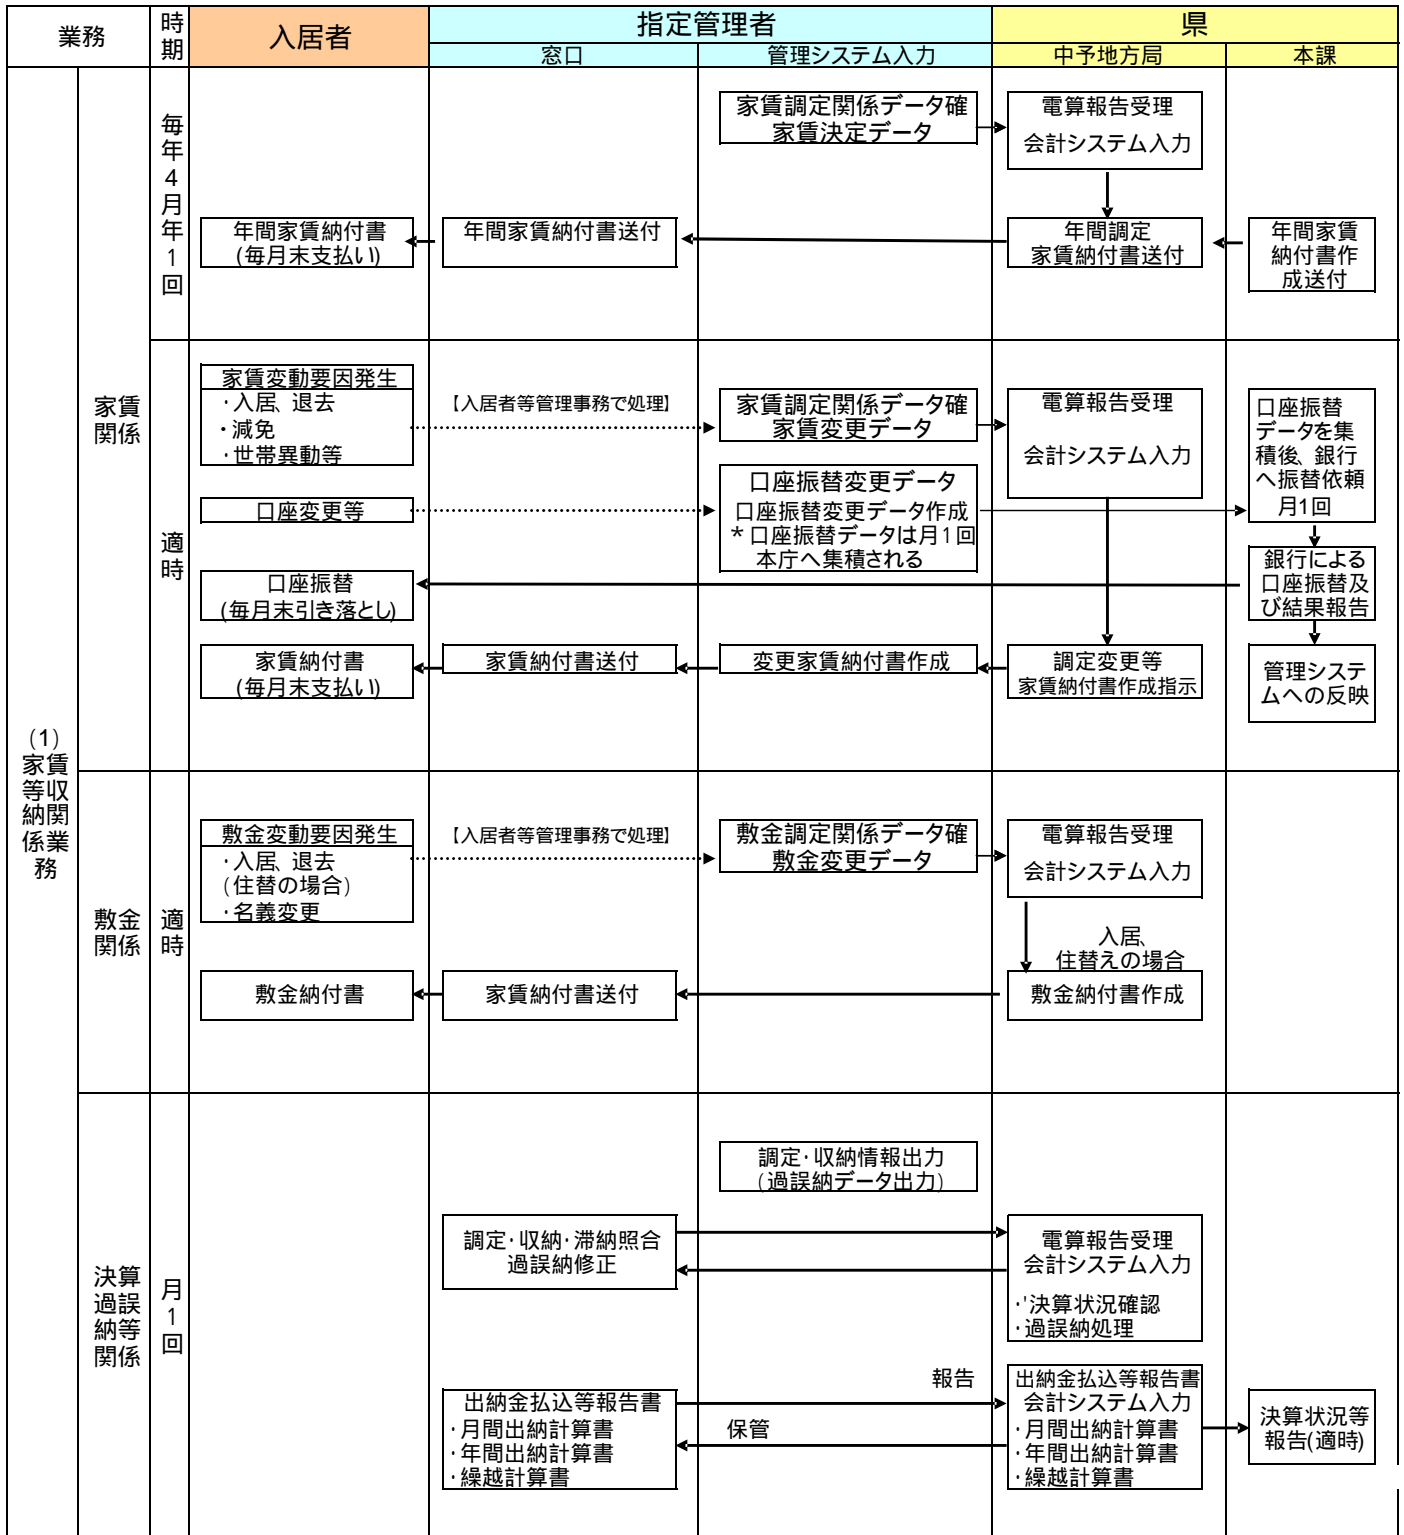 業務
時期
入居者
指定管理者
県
窓口
管理システム入力
中予地方局
本課
(1)
家賃
等収
納関
係業
務
家賃
関係
毎年4月年1回
家賃調定関係データ確
家賃決定データ
電算報告受理
会計システム入力
年間家賃納付書
(毎月末支払い)
年間家賃納付書送付
年間調定
家賃納付書送付
年間家賃
納付書作
成送付
適時
家賃変動要因発生
・入居、退去
・減免
・世帯異動等
【入居者等管理事務で処理】
家賃調定関係データ確
家賃変更データ
電算報告受理
会計システム入力
口座振替
データを集
積後、銀行
へ振替依頼
月1回
口座変更等
口座振替変更データ
口座振替変更データ作成
*口座振替データは月1回
本庁へ集積される
口座振替
(毎月末引き落とし)
銀行による
口座振替及
び結果報告
家賃納付書
(毎月末支払い)
家賃納付書送付
変更家賃納付書作成
調定変更等
家賃納付書作成指示
管理システ
ムへの反映
敷金
関係
適時
敷金変動要因発生
・入居、退去
(住替の場合)
・名義変更
【入居者等管理事務で処理】
敷金調定関係データ確
敷金変更データ
電算報告受理
会計システム入力
入居、
住替えの場合
敷金納付書
家賃納付書送付
敷金納付書作成
決算
過誤
納等
関係
月1回
調定・収納情報出力
(過誤納データ出力)
調定・収納・滞納照合
過誤納修正
電算報告受理
会計システム入力
・'決算状況確認
・過誤納処理
報告
保管
出納金払込等報告書
・月間出納計算書
・年間出納計算書
・繰越計算書
出納金払込等報告書
会計システム入力
・月間出納計算書
・年間出納計算書
・繰越計算書
決算状況等
報告(適時)